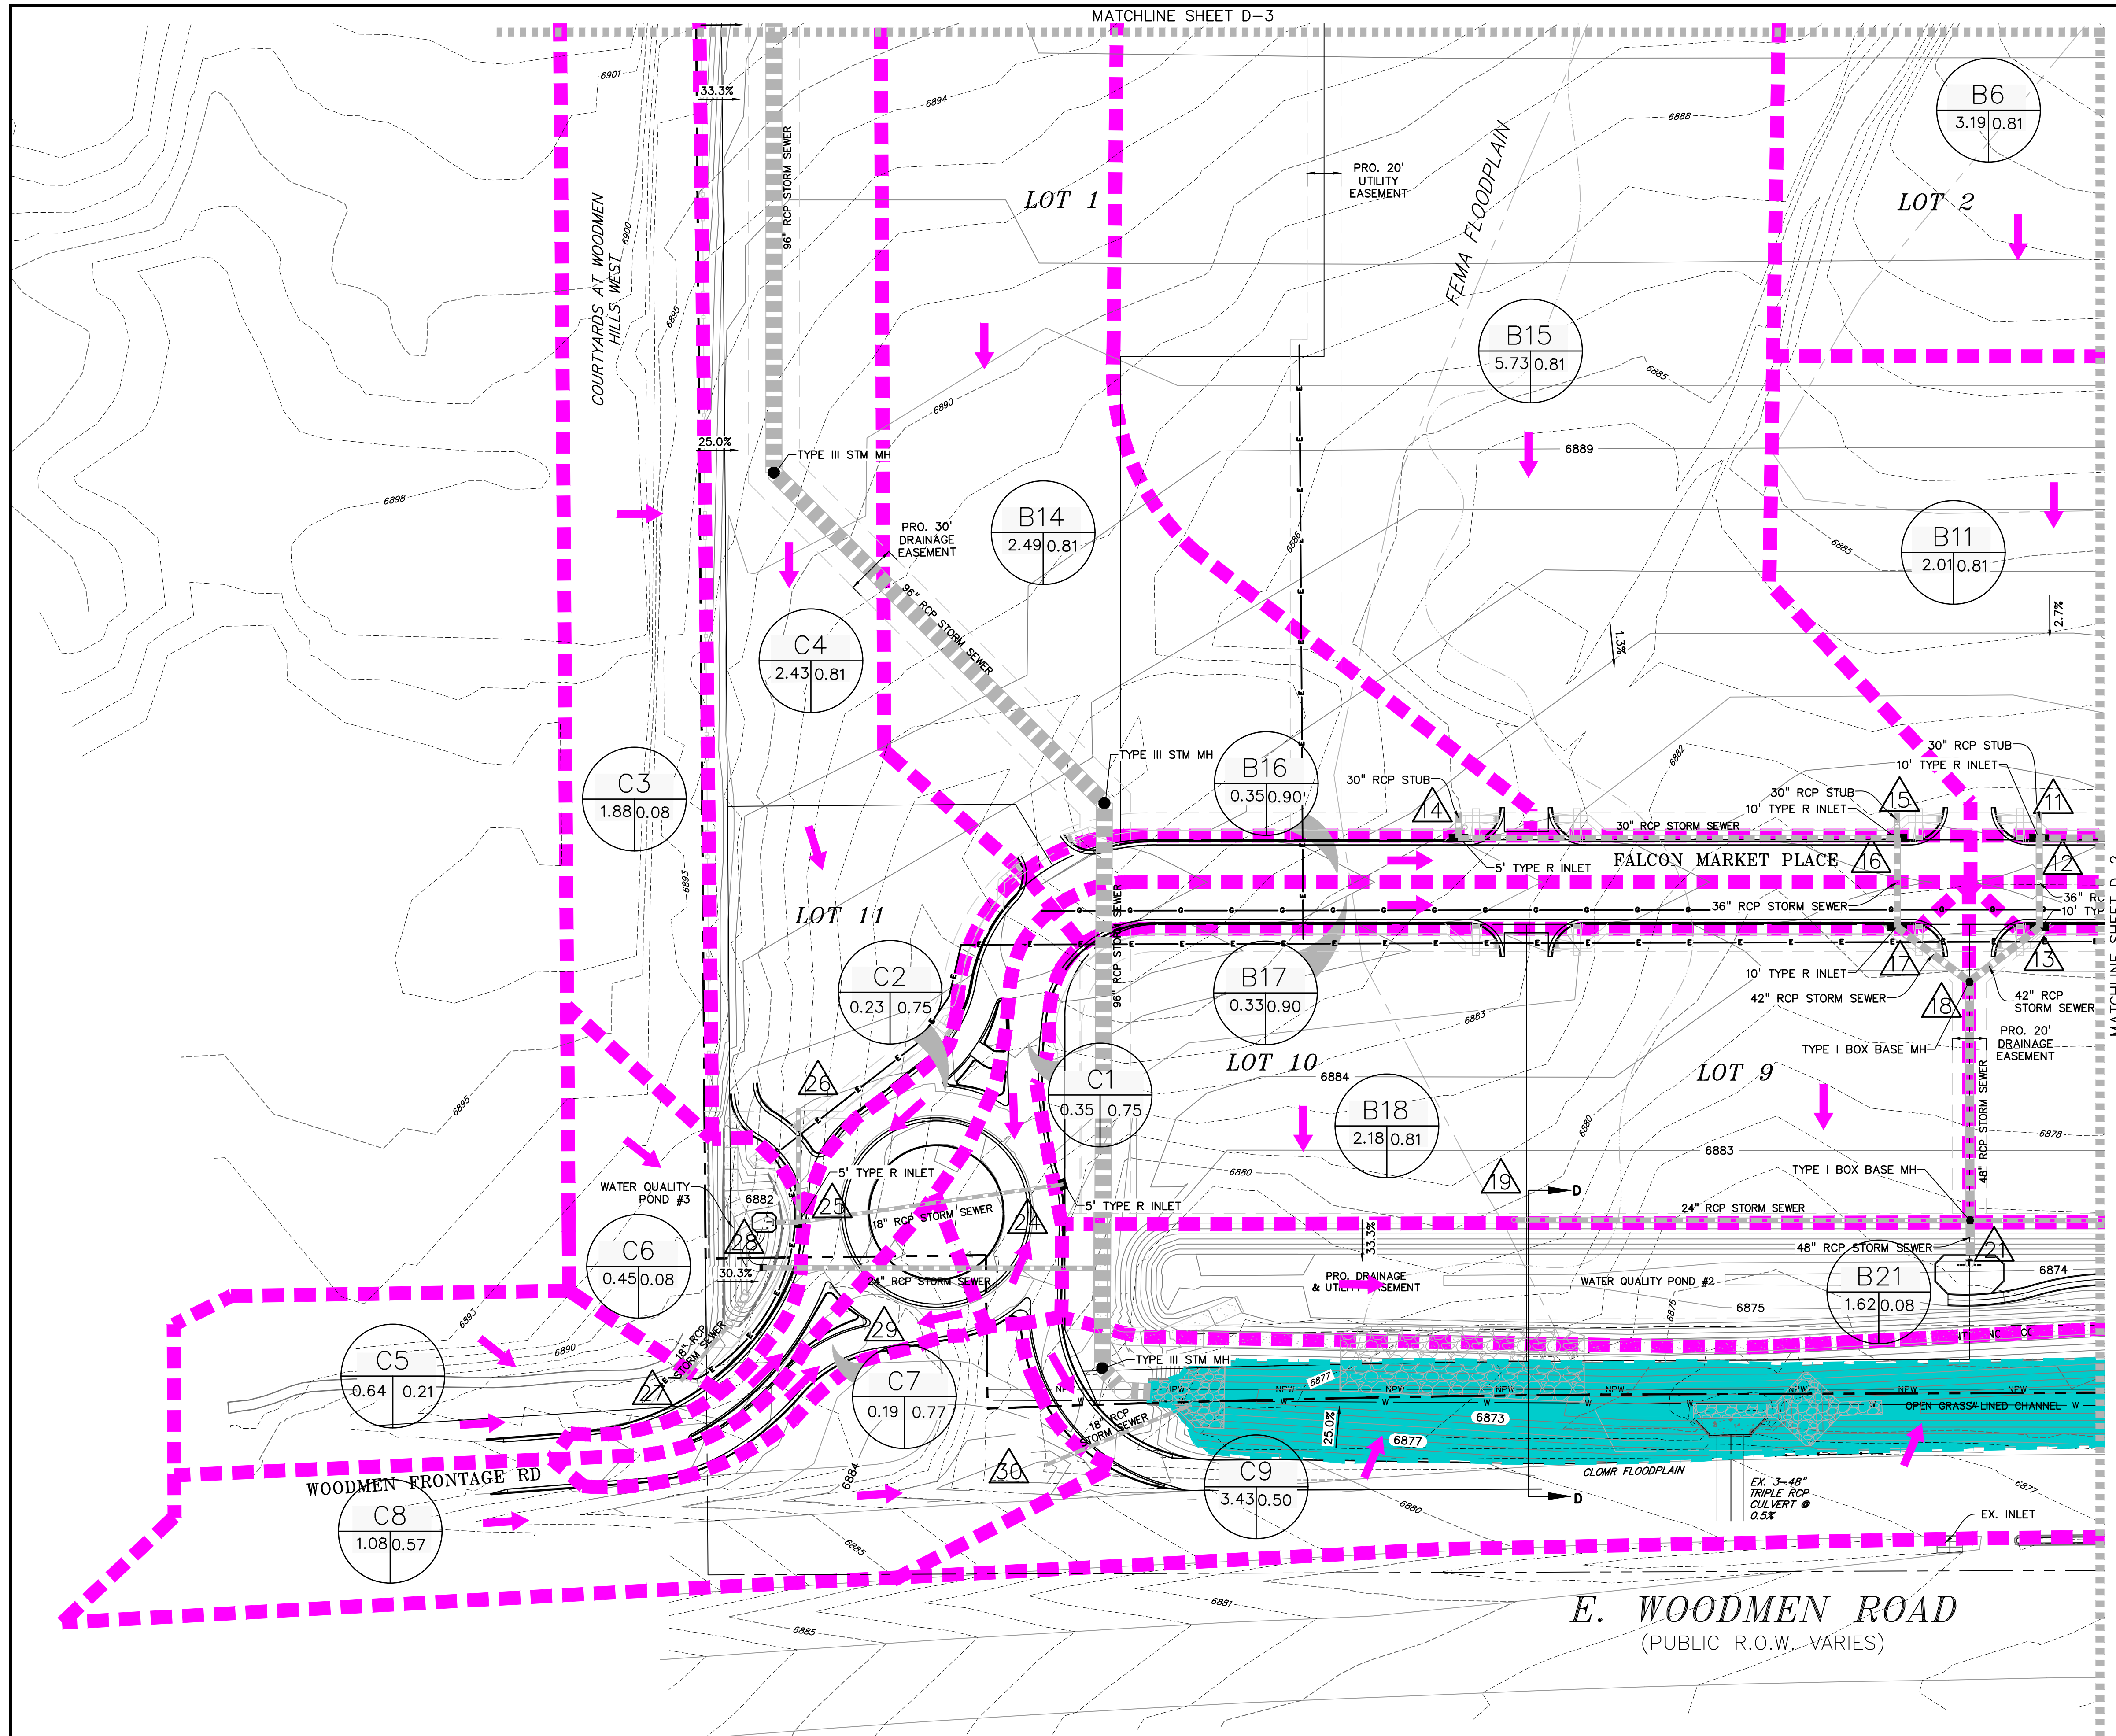 MATCHLINE SHEET D-3
6901
33.3%
6894
6888
B6
3.19 0.81
96" RCP STORM SEWER
PRO. 20'
UTILITY
EASEMENT
FEMA FLOODPLAIN
LOT 1
LOT 2
COURTYARDS AT WOODMEN
HILLS WEST
6900
6895
B15
5.73 0.81
6885
6890
25.0%
TYPE III STM MH
6889
6898
B14
2.49 0.81
PRO. 30'
DRAINAGE
EASEMENT
6886
B11
2.01 0.81
6885
96" RCP STORM SEWER
2.7%
1.3%
C4
2.43 0.81
C3
1.88 0.08
TYPE III STM MH
B16
0.35 0.90
30" RCP STUB
14
6882
30" RCP STUB
10' TYPE R INLET
30" RCP STUB
10' TYPE R INLET
15
11
30" RCP STORM SEWER
5' TYPE R INLET
FALCON MARKET PLACE
16
12
6893
LOT 11
96" RCP STORM SEWER
36" RCP STORM SEWER
36" RC
10' TYP
MATCHLINE SHEET D-2
C2
0.23 0.75
B17
0.33 0.90
10' TYPE R INLET
17
13
42" RCP STORM SEWER
18
42" RCP
STORM SEWER
6883
PRO. 20'
DRAINAGE
EASEMENT
TYPE I BOX BASE MH
LOT 10
6884
LOT 9
26
C1
0.35 0.75
B18
2.18 0.81
6895
6880
6878
48" RCP STORM SEWER
6883
5' TYPE R INLET
6880
TYPE I BOX BASE MH
WATER QUALITY
POND #3
6882
25
19
D
5' TYPE R INLET
18" RCP STORM SEWER
24
24" RCP STORM SEWER
28
33.3%
48" RCP STORM SEWER
21
C6
0.45 0.08
30.3%
24" RCP STORM SEWER
PRO. DRAINAGE
& UTILITY EASEMENT
WATER QUALITY POND #2
B21
1.62 0.08
6874
6875
6875
6893
29
6890
18" RCP
STORM SEWER
C5
0.64 0.21
27
TYPE III STM MH
C7
0.19 0.77
6877
NPW NPW NPW NPW NPW NPW NPW
W W W W W W W
OPEN GRASS-LINED CHANNEL
6873
18" RCP
STORM SEWER
25.0%
6877
WOODMEN FRONTAGE RD
30
6884
C9
3.43 0.50
CLOMR FLOODPLAIN
EX. 3-48"
TRIPLE RCP
CULVERT @
0.5%
6877
D
6880
C8
1.08 0.57
EX. INLET
6885
6881
6885
E. WOODMEN ROAD
(PUBLIC R.O.W. VARIES)